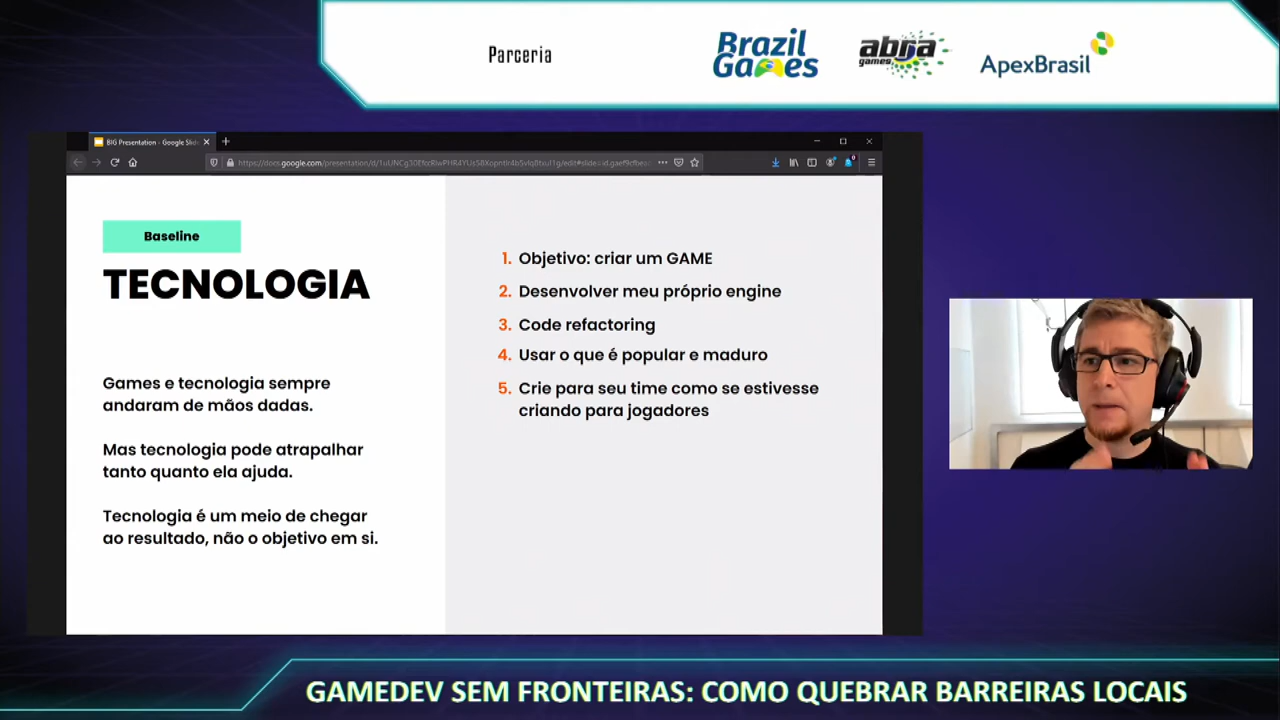 Parceria
Brazil
Games
abra
games
ApexBrasil
BIG Presentation - Google Slide
Baseline
TECNOLOGIA
Games e tecnologia sempre
andaram de mãos dadas.
Mas tecnologia pode atrapalhar
tanto quanto ela ajuda.
Tecnologia é um meio de chegar
ao resultado, não o objetivo em si.
1. Objetivo: criar um GAME
2. Desenvolver meu próprio engine
3. Code refactoring
4. Usar o que é popular e maduro
5. Crie para seu time como se estivesse
criando para jogadores
GAMEDEV SEM FRONTEIRAS: COMO QUEBRAR BARREIRAS LOCAIS